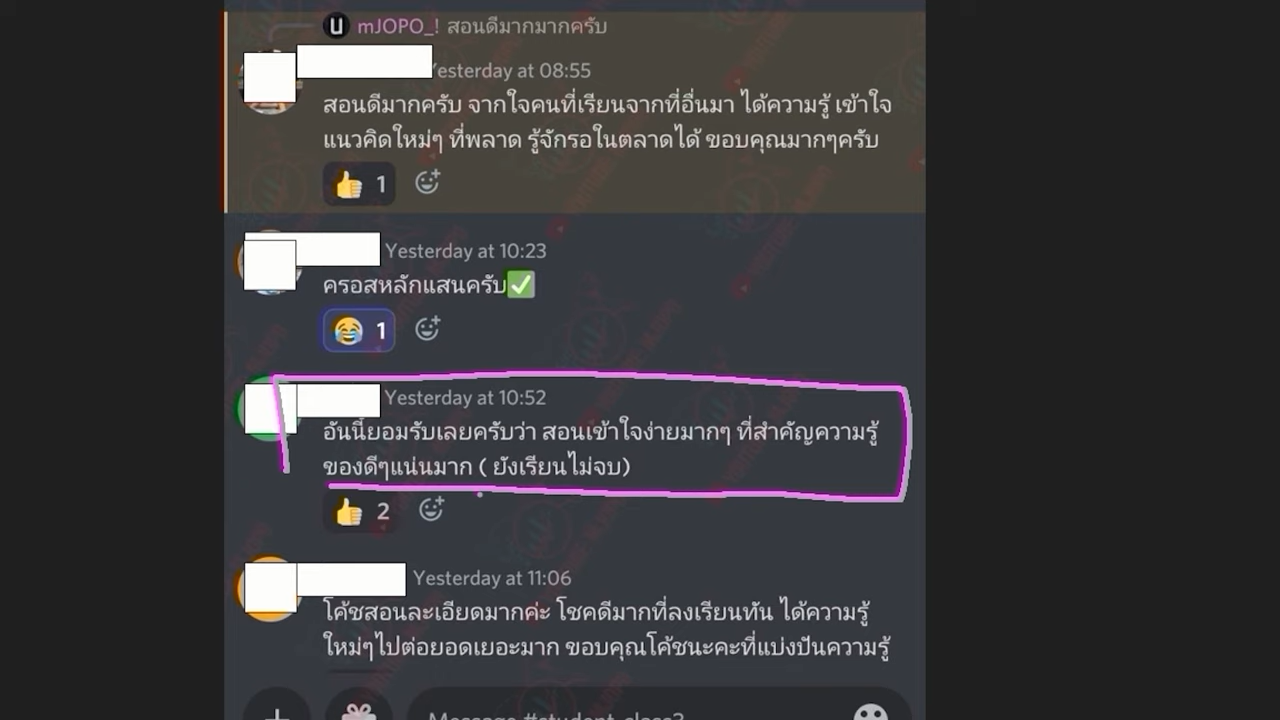 mJOPO_! สอนดีมากมากครับ
Yesterday at 08:55
สอนดีมากครับ จากใจคนที่เรียนจากที่อื่นมา ได้ความรู้ เข้าใจ
แนวคิดใหม่ๆ ที่พลาด รู้จักรอในตลาดได้ ขอบคุณมากๆครับ
1
Yesterday at 10:23
ครอสหลักแสนครับ
1
Yesterday at 10:52
อันนี้ยอมรับเลยครับว่า สอนเข้าใจง่ายมากๆ ที่สำคัญความรู้
ของดีๆแน่นมาก ( ยังเรียนไม่จบ)
2
Yesterday at 11:06
โค้ชสอนละเอียดมากค่ะ โชคดีมากที่ลงเรียนทัน ได้ความรู้
ใหม่ๆไปต่อยอดเยอะมาก ขอบคุณโค้ชนะคะที่แบ่งปันความรู้
Message #student-class3